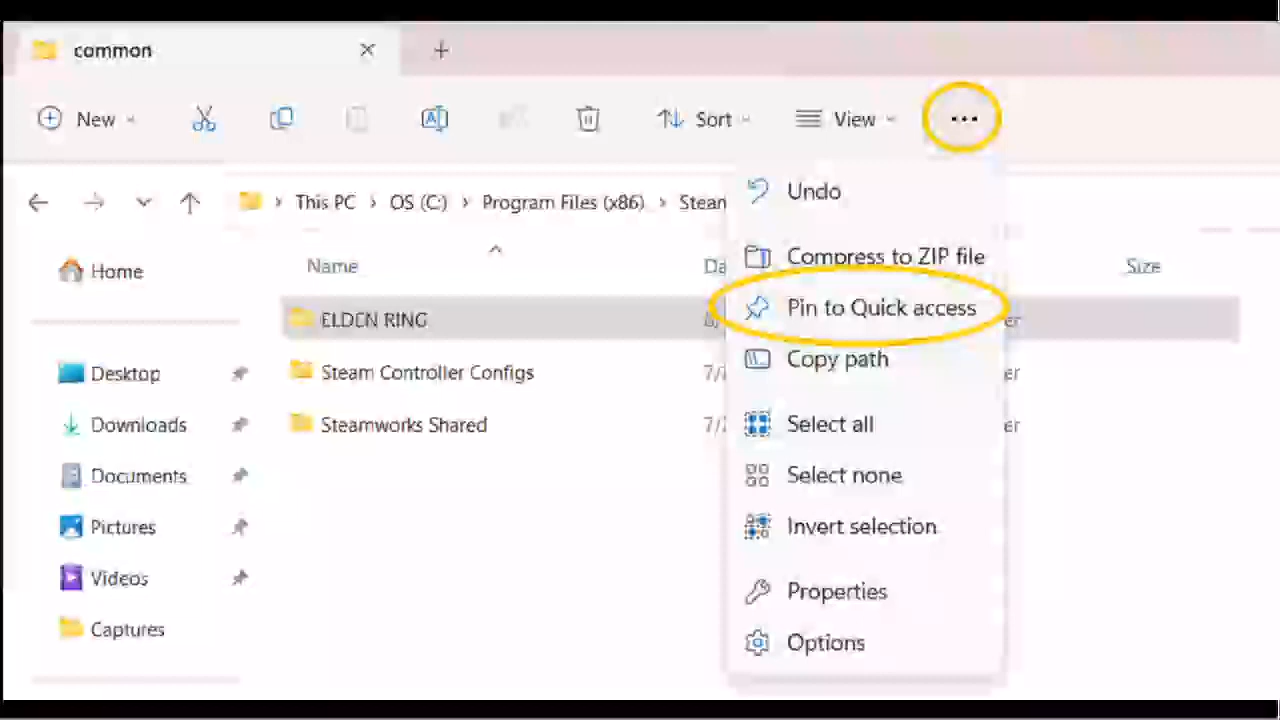 common
New
Sort
View
This PC > OS (C:) > Program Files (x86) >
Undo
Compress to ZIP file
Pin to Quick access
Copy path
Select all
Select none
Invert selection
Properties
Options
Home
Desktop
Downloads
Documents
Pictures
Videos
Captures
Name
Size
ELDEN RING
Steam Controller Configs
Steamworks Shared